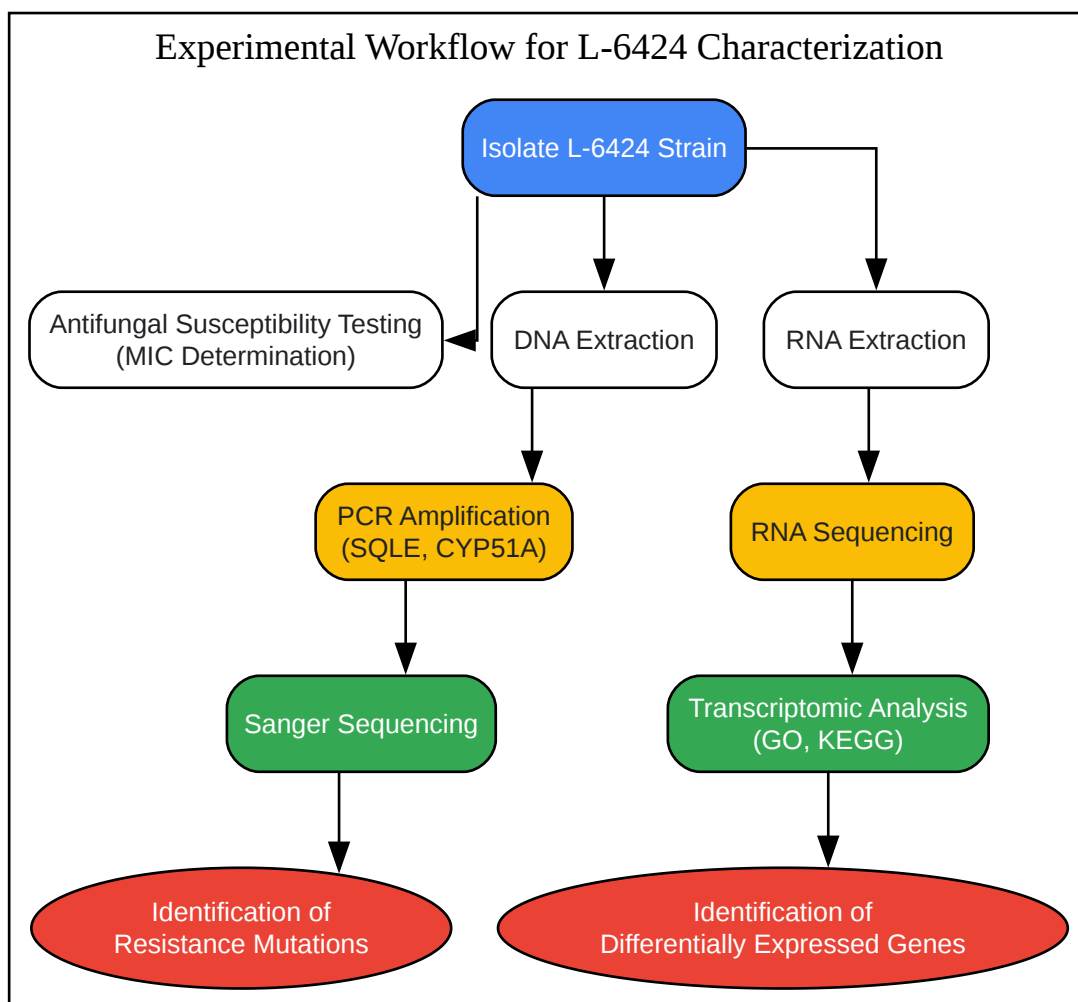 Experimental Workflow for L-6424 Characterization
Isolate L-6424 Strain
Antifungal Susceptibility Testing
(MIC Determination)
DNA Extraction
RNA Extraction
PCR Amplification
(SQLE, CYP51A)
RNA Sequencing
Sanger Sequencing
Transcriptomic Analysis
(GO, KEGG)
Identification of
Resistance Mutations
Identification of
Differentially Expressed Genes